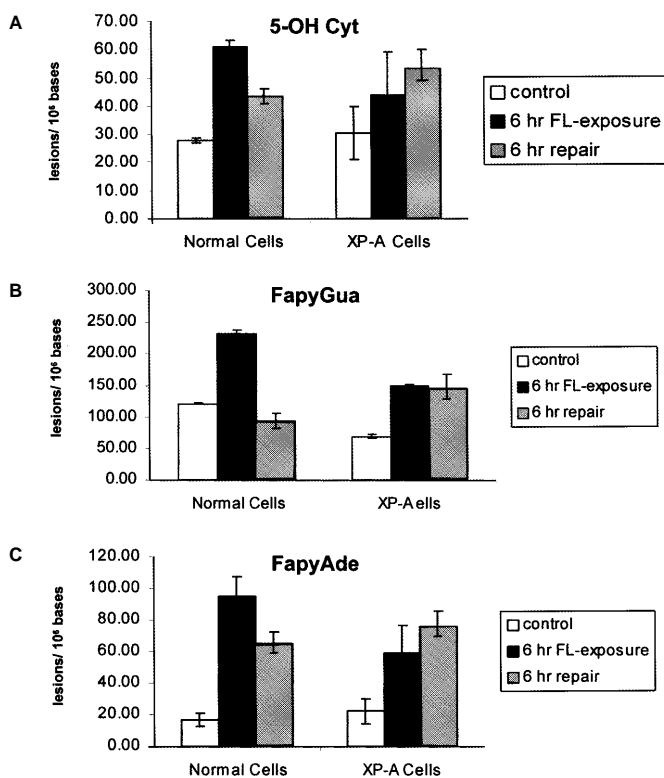 A
5-OH Cyt
lesions/ 10⁶ bases
70.00
60.00
50.00
40.00
30.00
20.00
10.00
0.00
Normal Cells
XP-A Cells
control
6 hr FL-exposure
6 hr repair
B
FapyGua
lesions/ 10⁶ bases
300.00
250.00
200.00
150.00
100.00
50.00
0.00
Normal Cells
XP-Aells
control
6 hr FL-exposure
6 hr repair
C
FapyAde
lesions/ 10⁶ bases
120.00
100.00
80.00
60.00
40.00
20.00
0.00
Normal Cells
XP-A Cells
control
6 hr FL-exposure
6 hr repair